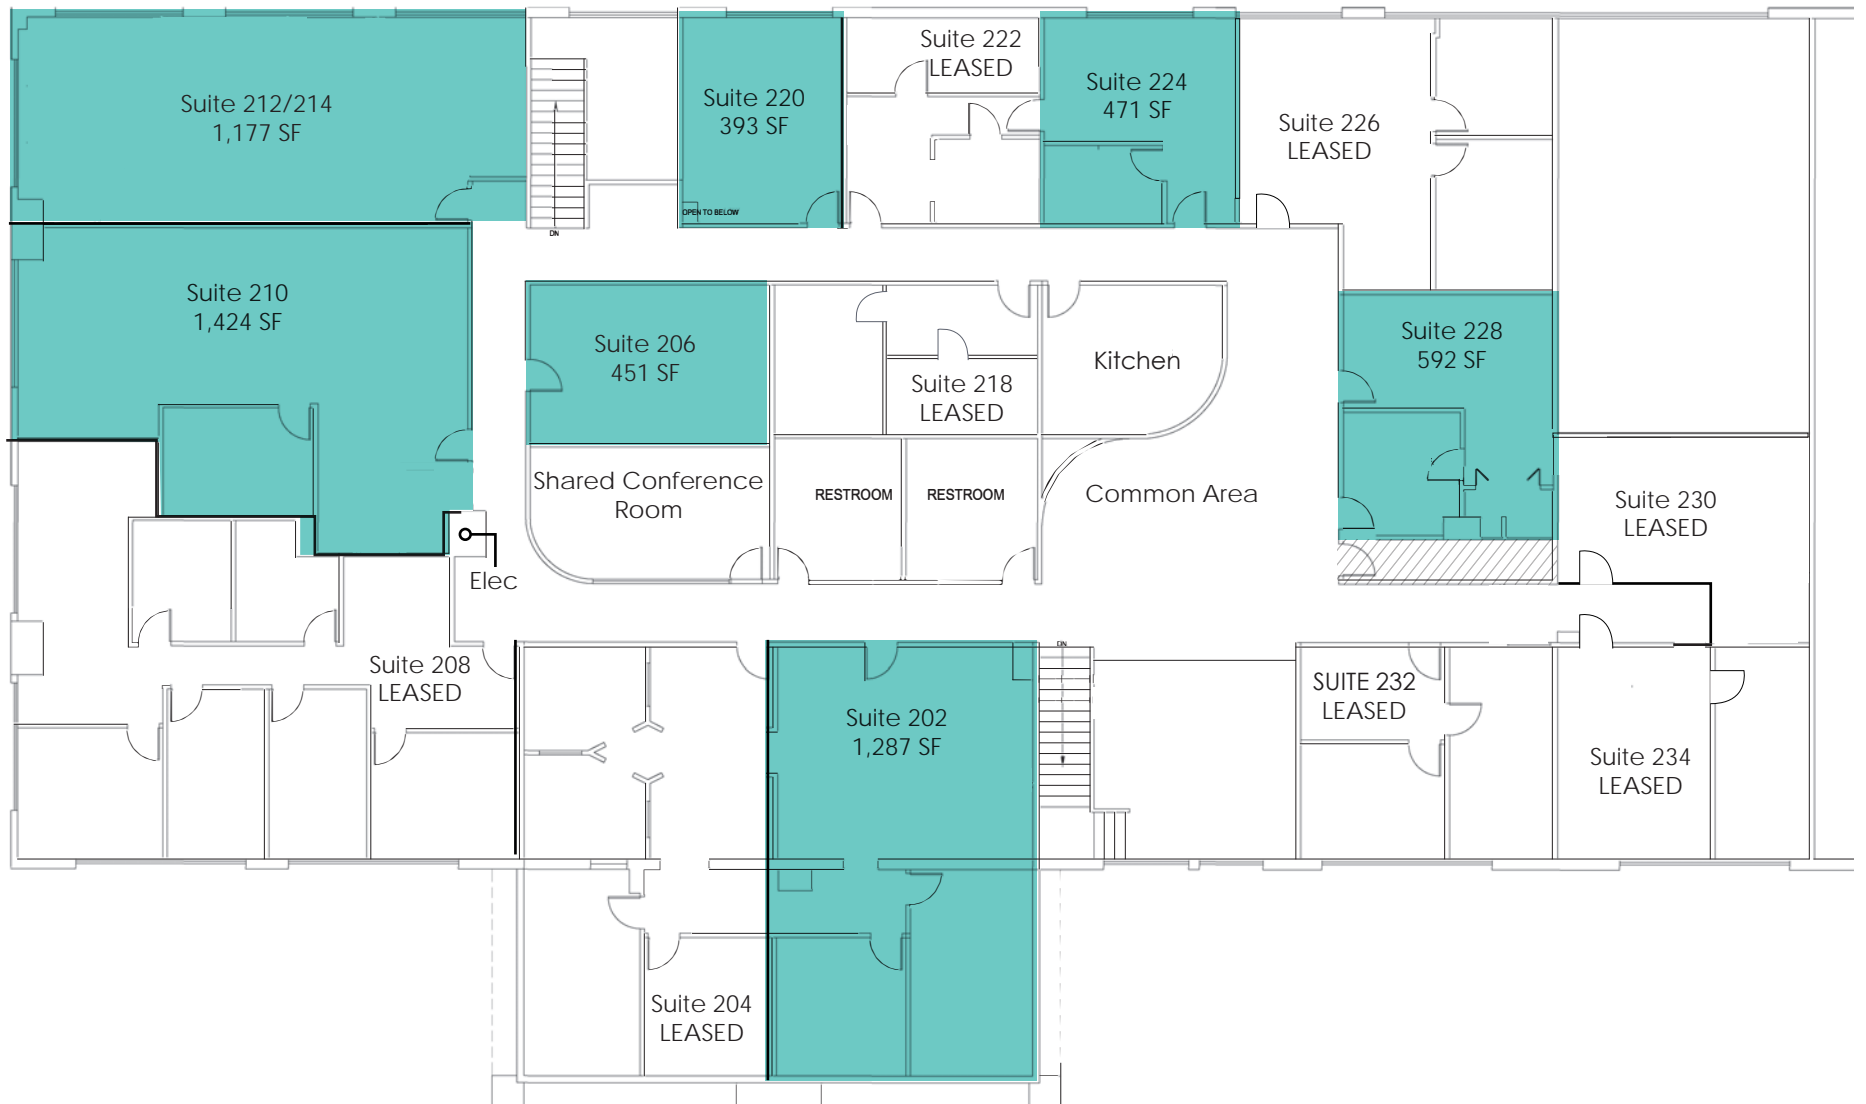 Suite 212/214
1,177 SF
Suite 220
393 SF
OPEN TO BELOW
DN
Suite 222
LEASED
Suite 224
471 SF
Suite 226
LEASED
Suite 210
1,424 SF
Suite 206
451 SF
Suite 218
LEASED
Kitchen
Suite 228
592 SF
Shared Conference
Room
RESTROOM
RESTROOM
Common Area
Suite 230
LEASED
Elec
Suite 208
LEASED
Suite 202
1,287 SF
DN
SUITE 232
LEASED
Suite 234
LEASED
Suite 204
LEASED